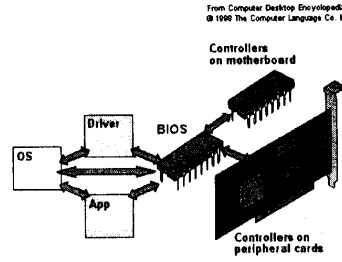 From Computer Desktop Encyclopedia
© 1998 The Computer Language Co.
Controllers
on motherboard
Driver
BIOS
OS
App
Controllers on
peripheral cards